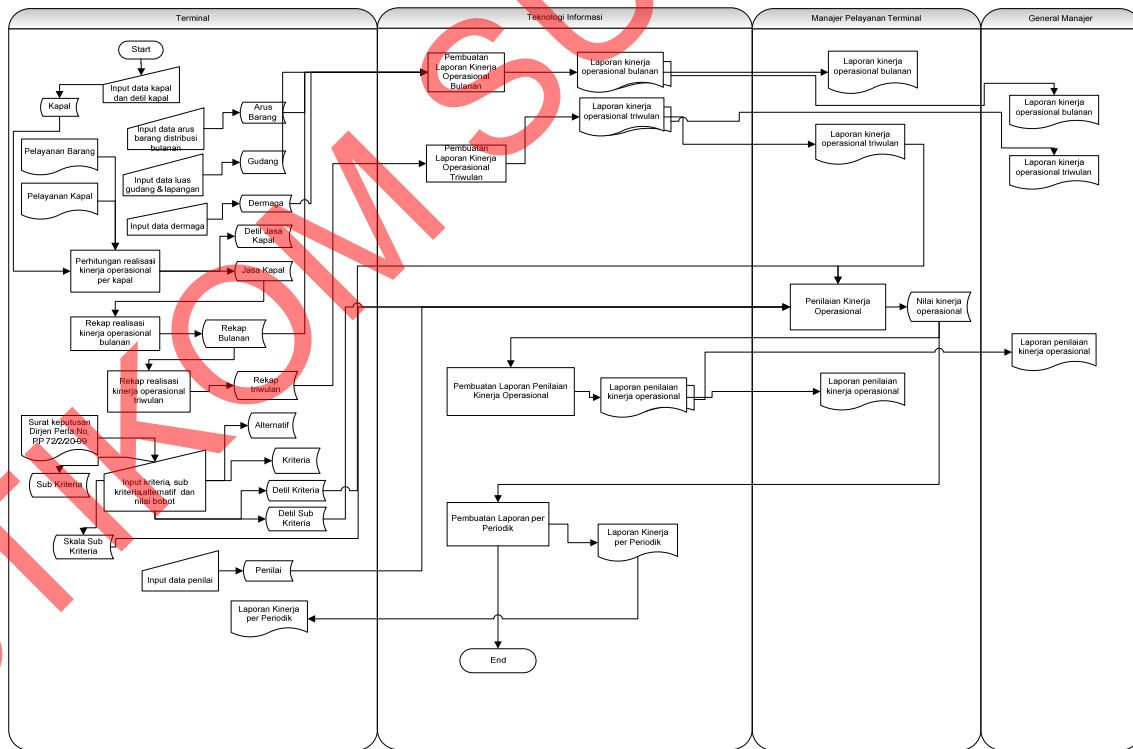 Terminal
Teknologi Informasi
Manajer Pelayanan Terminal
General Manajer
Start
Input data kapal
dan detil kapal
Kapal
Arus
Barang
Input data arus
barang distribusi
bulanan
Pelayanan Barang
Gudang
Input data luas
gudang & lapangan
Pelayanan Kapal
Dermaga
Input data dermaga
Detil Jasa
Kapal
Perhitungan realisasi
kinerja operasional
per kapal
Jasa Kapal
Rekap realisasi
kinerja operasional
bulanan
Rekap
Bulanan
Rekap realisasi
kinerja operasional
triwulan
Rekap
triwulan
Surat keputusan
Dirjen Perla No.
Alternatif
Kriteria
Sub Kriteria
Input kriteria, sub
kriteria,alternatif dan
nilai bobot
Detil Kriteria
Detil Sub
Kriteria
Skala Sub
Kriteria
Input data penilai
Penilai
Laporan Kinerja
per Periodik
Pembuatan
Laporan Kinerja
Operasional
Bulanan
Laporan kinerja
operasional bulanan
Laporan kinerja
operasional triwulan
Pembuatan
Laporan Kinerja
Operasional
Triwulan
Pembuatan Laporan Penilaian
Kinerja Operasional
Laporan penilaian
kinerja operasional
Pembuatan Laporan per
Periodik
Laporan Kinerja
per Periodik
End
Laporan kinerja
operasional bulanan
Laporan kinerja
operasional triwulan
Penilaian Kinerja
Operasional
Nilai kinerja
operasional
Laporan penilaian
kinerja operasional
Laporan kinerja
operasional bulanan
Laporan kinerja
operasional triwulan
Laporan penilaian
kinerja operasional
TIKOM SU